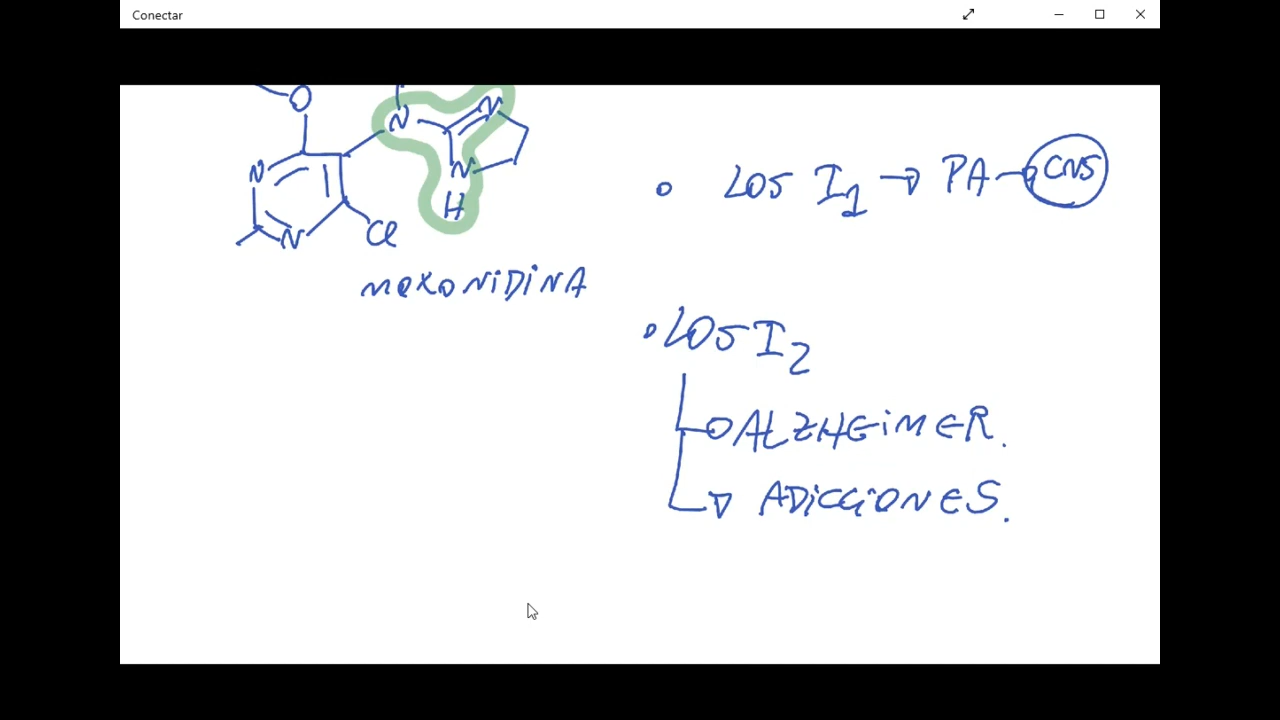 Conectar
O
N
N
N
N
H
N
Cl
MOXONIDINA
LOS I1 → PA → CNS
• LOS I2
→ ALZHEIMER.
→ ADICCIONES.